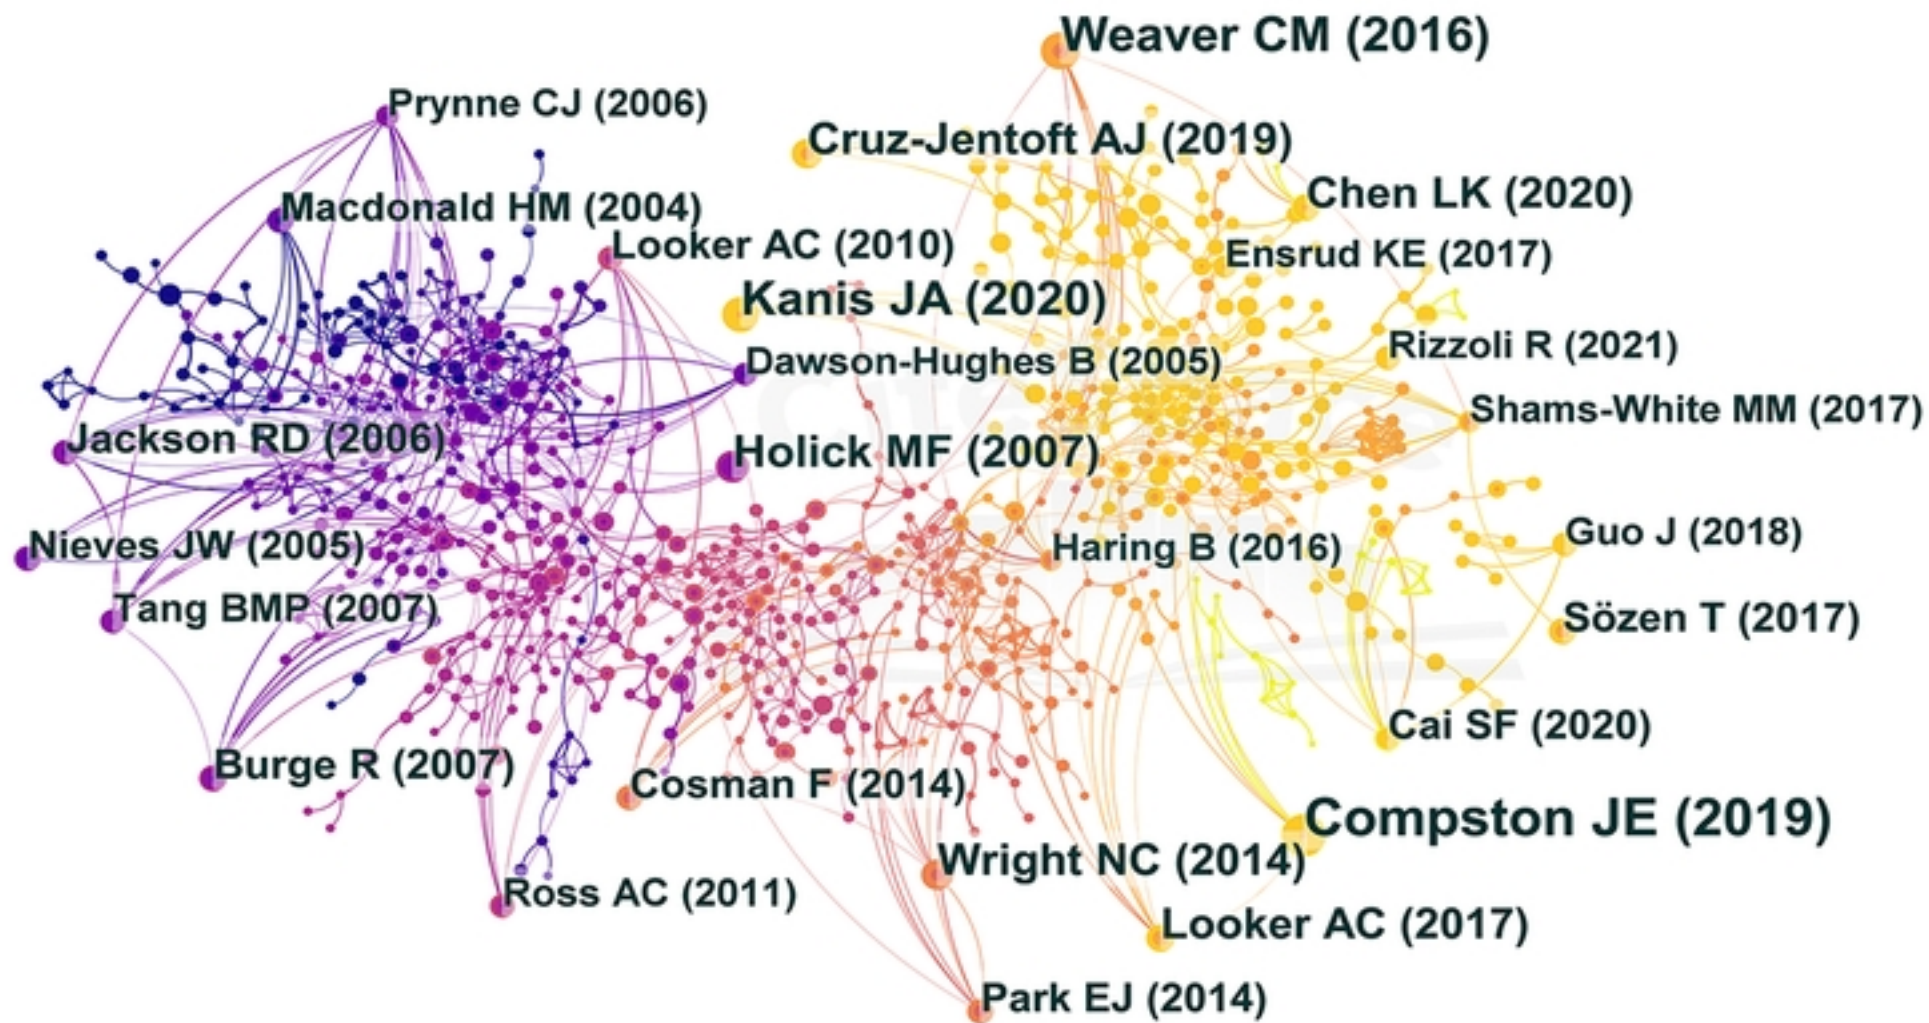 Weaver CM (2016)
Prynne CJ (2006)
Cruz-Jentoft AJ (2019)
Chen LK (2020)
Macdonald HM (2004)
Looker AC (2010)
Ensrud KE (2017)
Kanis JA (2020)
Rizzoli R (2021)
Dawson-Hughes B (2005)
Shams-White MM (2017)
Jackson RD (2006)
Holick MF (2007)
Guo J (2018)
Nieves JW (2005)
Haring B (2016)
Tang BMP (2007)
Sözen T (2017)
Cai SF (2020)
Burge R (2007)
Cosman F (2014)
Compston JE (2019)
Wright NC (2014)
Ross AC (2011)
Looker AC (2017)
Park EJ (2014)